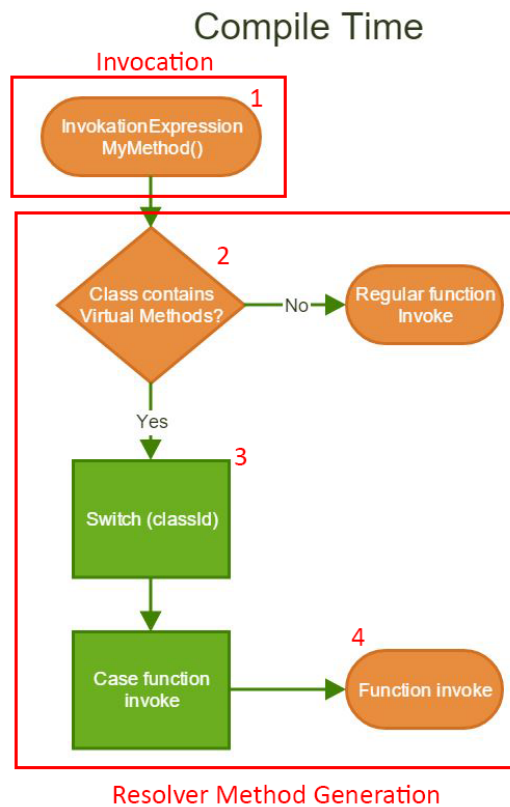 Compile Time
Invocation
1
InvokationExpression
MyMethod()
2
Class contains
Virtual Methods?
No
Regular function
Invoke
Yes
3
Switch (classId)
4
Case function
invoke
Function invoke
Resolver Method Generation